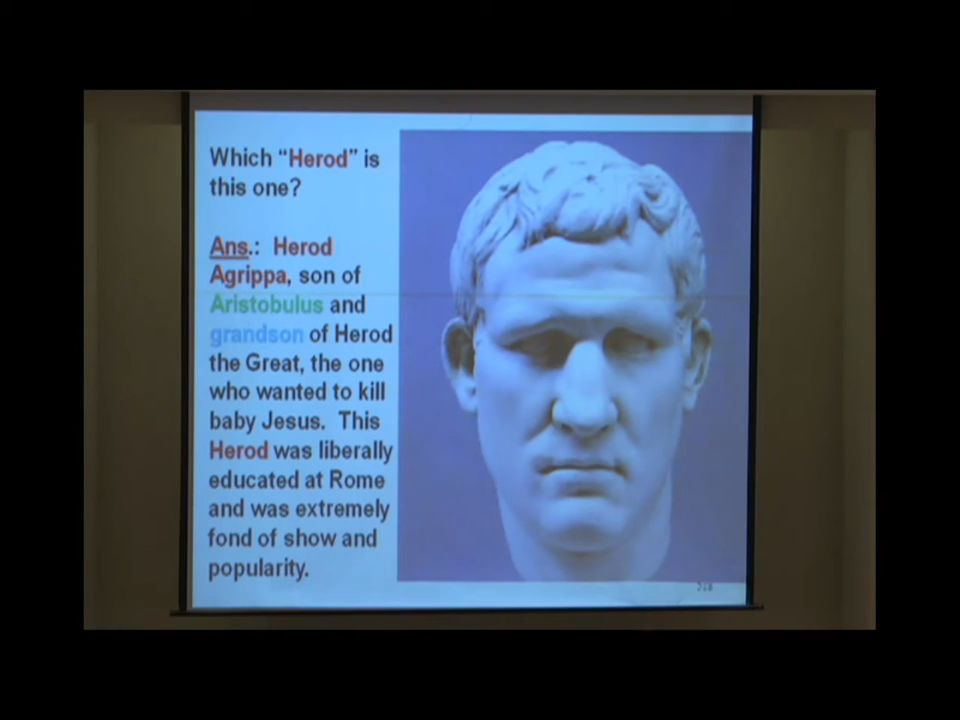 Which “Herod” is
this one?
Ans.: Herod
Agrippa, son of
Aristobulus and
grandson of Herod
the Great, the one
who wanted to kill
baby Jesus. This
Herod was liberally
educated at Rome
and was extremely
fond of show and
popularity.